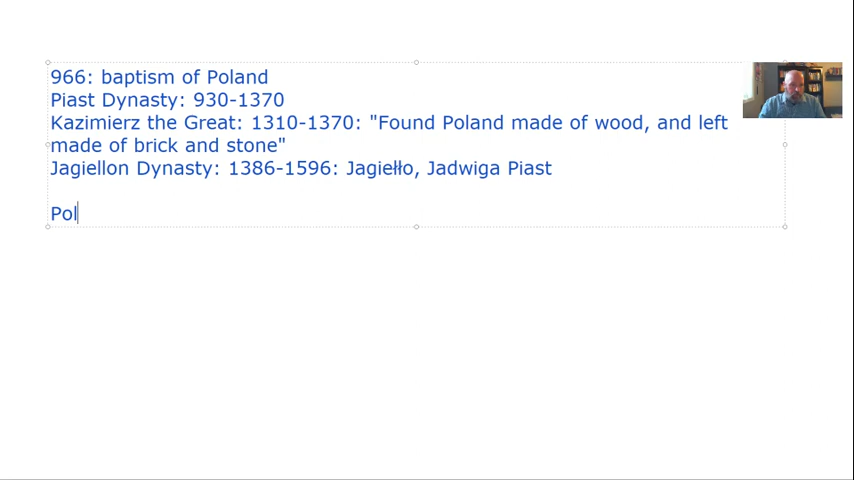 966: baptism of Poland
Piast Dynasty: 930-1370
Kazimierz the Great: 1310-1370: "Found Poland made of wood, and left
made of brick and stone"
Jagiellon Dynasty: 1386-1596: Jagiełło, Jadwiga Piast
Pol